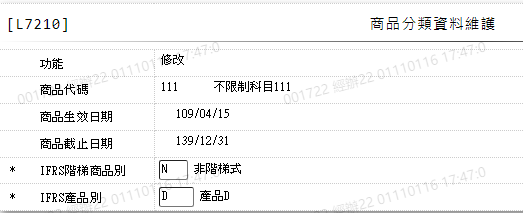 [L7210] 商品分類資料維護
功能 修改
商品代碼 111 不限制科目111
商品生效日期 109/04/15
商品截止日期 139/12/31
* IFRS階梯商品別 N 非階梯式
* IFRS產品別 D 產品D
001722 經辦22 01110116 17:47:0
001722 經辦22 01110116 17:47:0